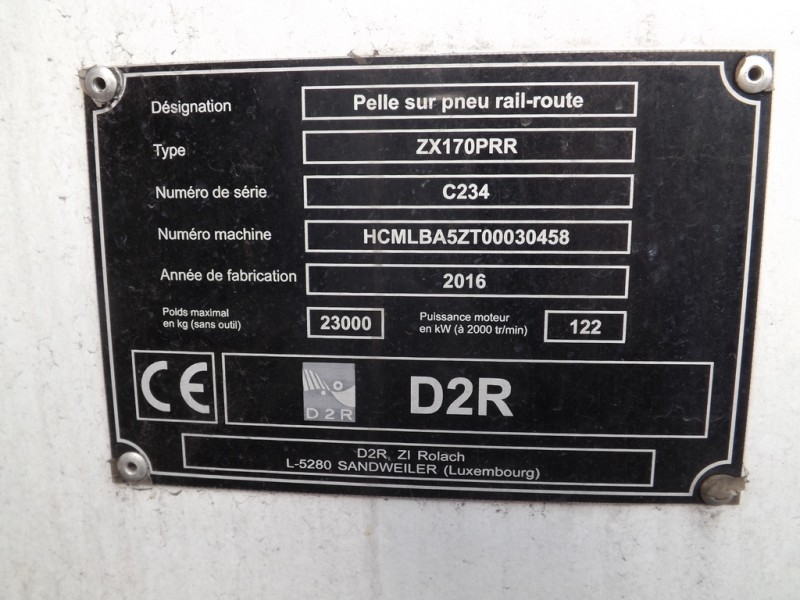 Désignation Pelle sur pneu rail-route
Type ZX170PRR
Numéro de série C234
Numéro machine HCMLBA5ZT00030458
Année de fabrication 2016
Poids maximal
en kg (sans outil) 23000
Puissance moteur
en kW (à 2000 tr/min) 122
CE
D2R
D2R
D2R, ZI Rolach
L-5280 SANDWEILER (Luxembourg)